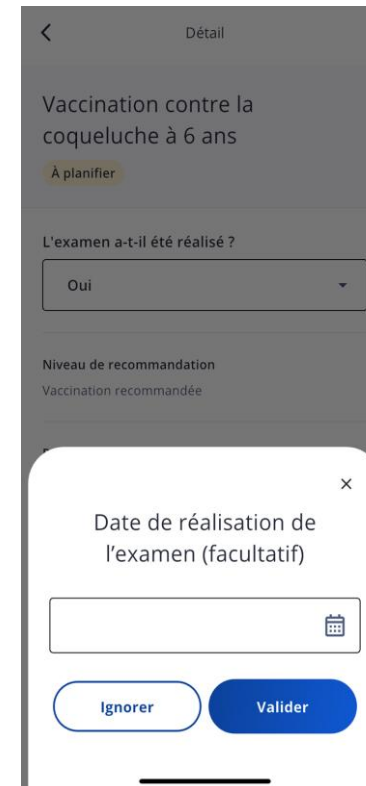 Détail
Vaccination contre la
coqueluche à 6 ans
À planifier
L'examen a-t-il été réalisé ?
Oui
Niveau de recommandation
Vaccination recommandée
Date de réalisation de
l'examen (facultatif)
Ignorer
Valider